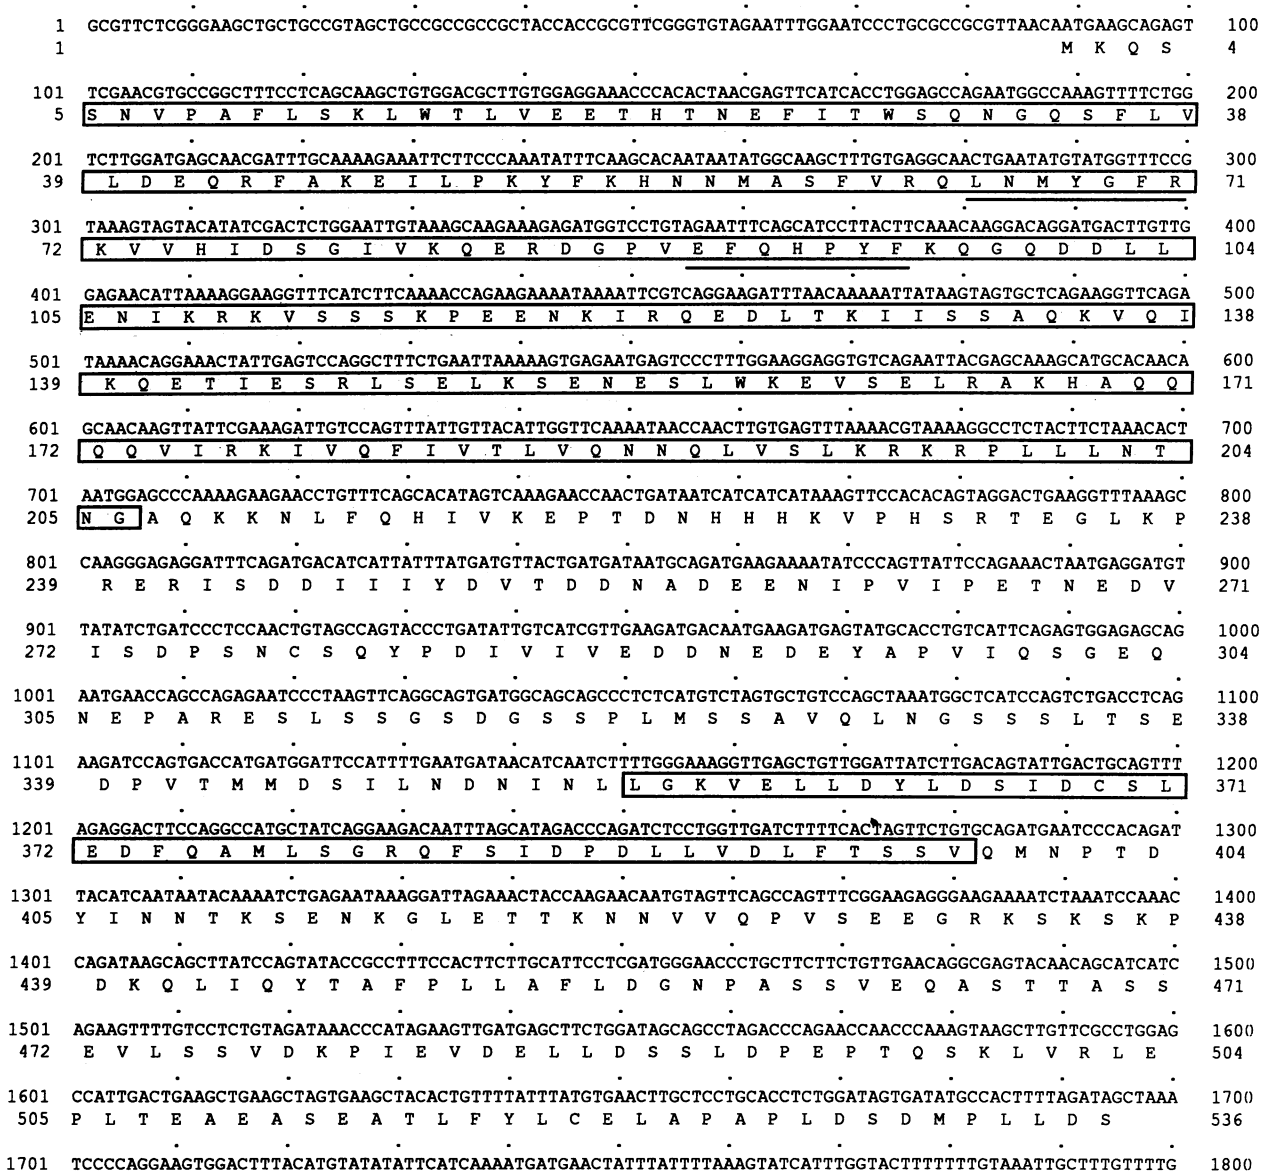 1 GCGTTCTCGGGAAGCTGCTGCCGTAGCTGCCGCCGCCGCTACCACCGCGTTCGGGTGTAGAATTTGGAATCCCTGCGCCGCGTTAACAATGAAGCAGAGT 100
1 M K Q S 4
101 TCGAACGTGCCGGCTTTCCTCAGCAAGCTGTGGACGCTTGTGGAGGAAACCCACACTAACGAGTTCATCACCTGGAGCCAGAATGGCCAAAGTTTTCTGG 200
5 S N V P A F L S K L W T L V E E T H T N E F I T W S Q N G Q S F L V 38
201 TCTTGGATGAGCAACGATTTGCAAAAGAAATTCTTCCCAAATATTTCAAGCACAATAATATGGCAAGCTTTGTGAGGCAACTGAATATGTATGGTTTCCG 300
39 L D E Q R F A K E I L P K Y F K H N N M A S F V R Q L N M Y G F R 71
301 TAAAGTAGTACATATCGACTCTGGAATTGTAAAGCAAGAAAGAGATGGTCCTGTAGAATTTCAGCATCCTTACTTCAAACAAGGACAGGATGACTTGTTG 400
72 K V V H I D S G I V K Q E R D G P V E F Q H P Y F K Q G Q D D L L 104
401 GAGAACATTAAAAGGAAGGTTTCATCTTCAAAACCAGAAGAAAATAAAATTCGTCAGGAAGATTTAACAAAAATTATAAGTAGTGCTCAGAAGGTTCAGA 500
105 E N I K R K V S S S K P E E N K I R Q E D L T K I I S S A Q K V Q I 138
501 TAAAACAGGAAACTATTGAGTCCAGGCTTTCTGAATTAAAAAGTGAGAATGAGTCCCTTTGGAAGGAGGTGTCAGAATTACGAGCAAAGCATGCACAACA 600
139 K Q E T I E S R L S E L K S E N E S L W K E V S E L R A K H A Q Q 171
601 GCAACAAGTTATTCGAAAGATTGTCCAGTTTATTGTTACATTGGTTCAAAATAACCAACTTGTGAGTTTAAAACGTAAAAGGCCTCTACTTCTAAACACT 700
172 Q Q V I R K I V Q F I V T L V Q N N Q L V S L K R K R P L L L N T 204
701 AATGGAGCCCAAAAGAAGAACCTGTTTCAGCACATAGTCAAAGAACCAACTGATAATCATCATCATAAAGTTCCACACAGTAGGACTGAAGGTTTAAAGC 800
205 N G A Q K K N L F Q H I V K E P T D N H H H K V P H S R T E G L K P 238
801 CAAGGGAGAGGATTTCAGATGACATCATTATTTATGATGTTACTGATGATAATGCAGATGAAGAAAATATCCCAGTTATTCCAGAAACTAATGAGGATGT 900
239 R E R I S D D I I I Y D V T D D N A D E E N I P V I P E T N E D V 271
901 TATATCTGATCCCTCCAACTGTAGCCAGTACCCTGATATTGTCATCGTTGAAGATGACAATGAAGATGAGTATGCACCTGTCATTCAGAGTGGAGAGCAG 1000
272 I S D P S N C S Q Y P D I V I V E D D N E D E Y A P V I Q S G E Q 304
1001 AATGAACCAGCCAGAGAATCCCTAAGTTCAGGCAGTGATGGCAGCAGCCCTCTCATGTCTAGTGCTGTCCAGCTAAATGGCTCATCCAGTCTGACCTCAG 1100
305 N E P A R E S L S S G S D G S S P L M S S A V Q L N G S S S L T S E 338
1101 AAGATCCAGTGACCATGATGGATTCCATTTTGAATGATAACATCAATCTTTTGGGAAAGGTTGAGCTGTTGGATTATCTTGACAGTATTGACTGCAGTTT 1200
339 D P V T M M D S I L N D N I N L L G K V E L L D Y L D S I D C S L 371
1201 AGAGGACTTCCAGGCCATGCTATCAGGAAGACAATTTAGCATAGACCCAGATCTCCTGGTTGATCTTTTCACTAGTTCTGTGCAGATGAATCCCACAGAT 1300
372 E D F Q A M L S G R Q F S I D P D L L V D L F T S S V Q M N P T D 404
1301 TACATCAATAATACAAAATCTGAGAATAAAGGATTAGAAACTACCAAGAACAATGTAGTTCAGCCAGTTTCGGAAGAGGGAAGAAAATCTAAATCCAAAC 1400
405 Y I N N T K S E N K G L E T T K N N V V Q P V S E E G R K S K S K P 438
1401 CAGATAAGCAGCTTATCCAGTATACCGCCTTTCCACTTCTTGCATTCCTCGATGGGAACCCTGCTTCTTCTGTTGAACAGGCGAGTACAACAGCATCATC 1500
439 D K Q L I Q Y T A F P L L A F L D G N P A S S V E Q A S T T A S S 471
1501 AGAAGTTTTGTCCTCTGTAGATAAACCCATAGAAGTTGATGAGCTTCTGGATAGCAGCCTAGACCCAGAACCAACCCAAAGTAAGCTTGTTCGCCTGGAG 1600
472 E V L S S V D K P I E V D E L L D S S L D P E P T Q S K L V R L E 504
1601 CCATTGACTGAAGCTGAAGCTAGTGAAGCTACACTGTTTTATTTATGTGAACTTGCTCCTGCACCTCTGGATAGTGATATGCCACTTTTAGATAGCTAAA 1700
505 P L T E A E A S E A T L F Y L C E L A P A P L D S D M P L L D S 536
1701 TCCCCAGGAAGTGGACTTTACATGTATATATTCATCAAAATGATGAACTATTTATTTTAAAGTATCATTTGGTACTTTTTTTGTAAATTGCTTTGTTTTG 1800